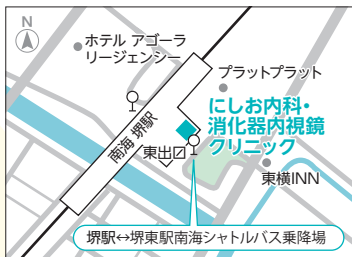 N
ホテル アゴーラ
リージェンシー
プラットプラット
南海 堺駅
にしお内科・
消化器内視鏡
クリニック
東出口
東横INN
堺駅↔堺東駅南海シャトルバス乗降場